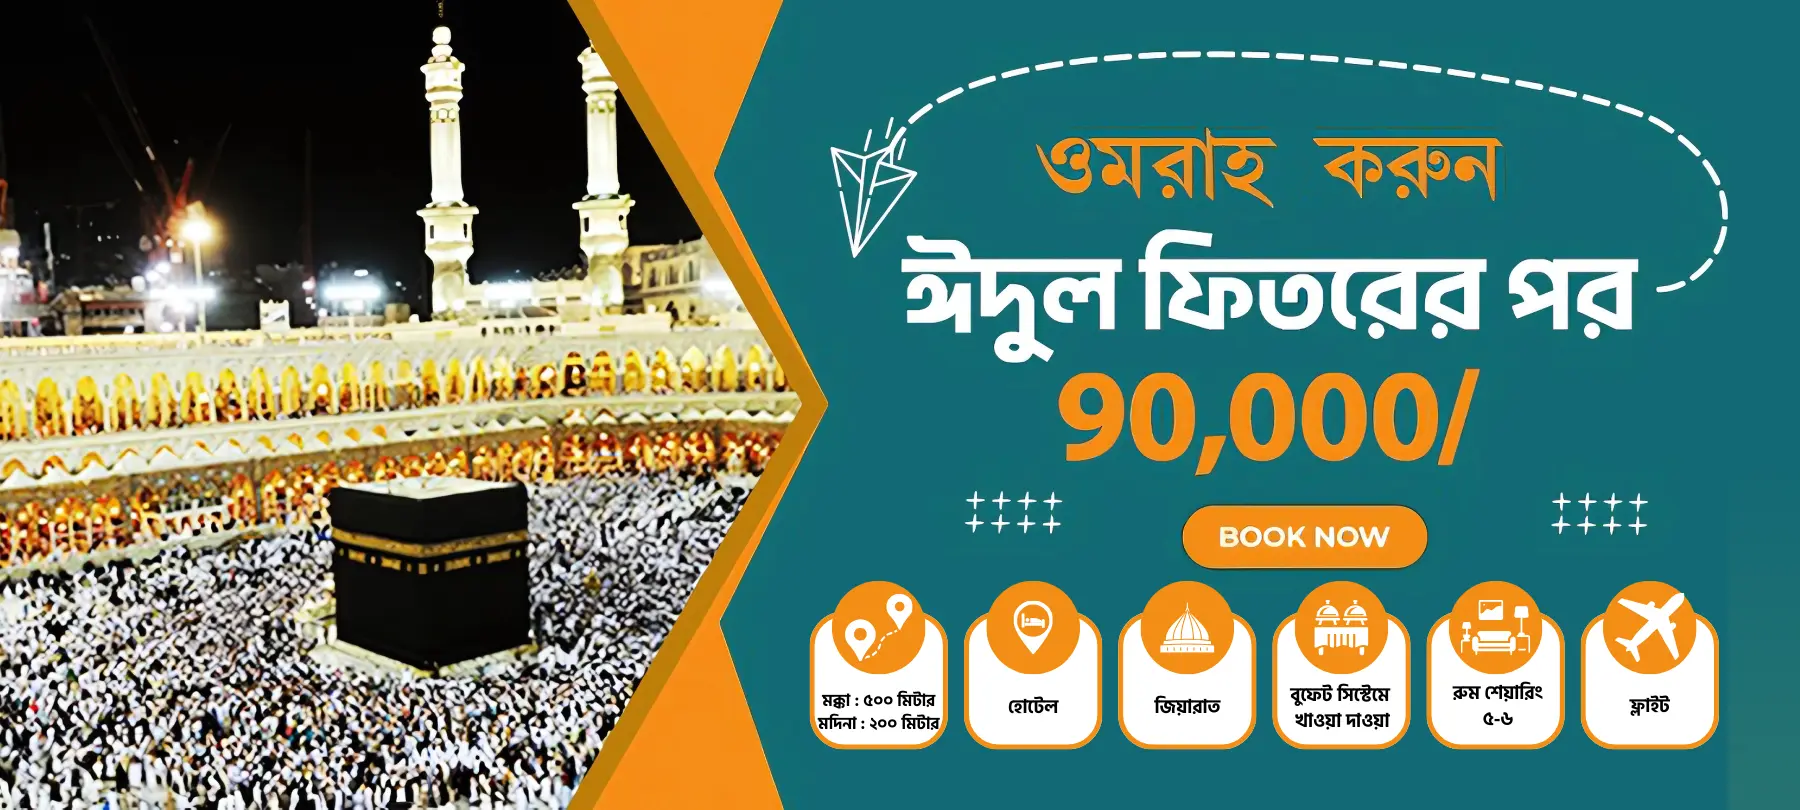 ওমরাহ করুন
ঈদুল ফিতরের পর
90,000/
BOOK NOW
মক্কা : ৫০০ মিটার
মদিনা : ২০০ মিটার
হোটেল
জিয়ারাত
বুফেট সিস্টেমে
খাওয়া দাওয়া
রুম শেয়ারিং
৫-৬
ফ্লাইট